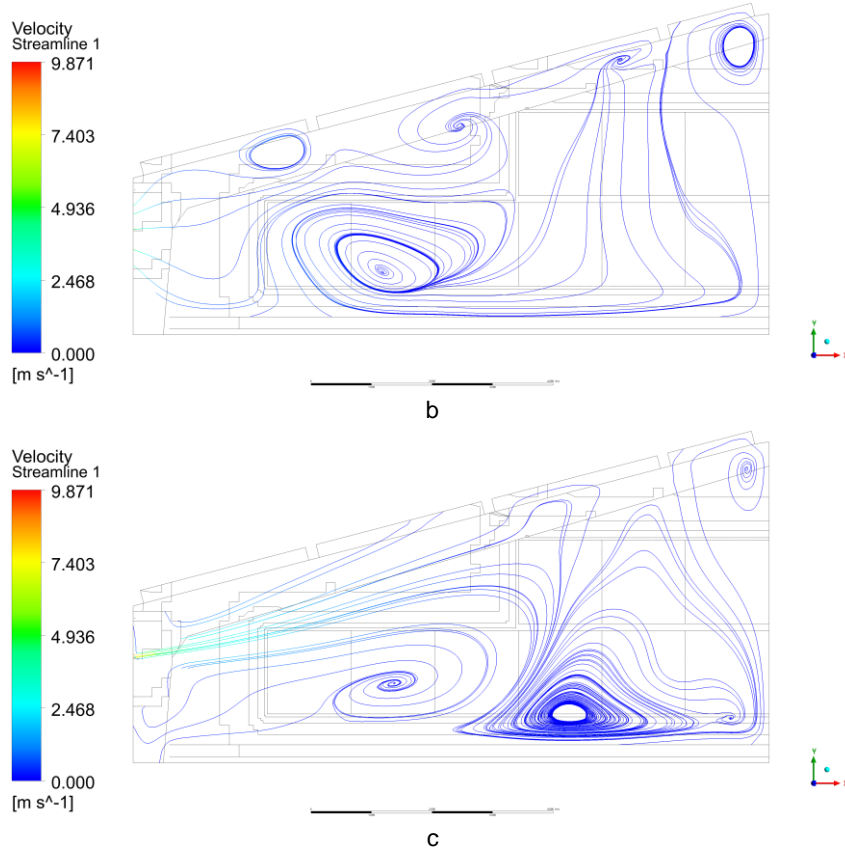 Velocity
Streamline 1
9.871
7.403
4.936
2.468
0.000
[m s^-1]
Y
b
Velocity
Streamline 1
9.871
7.403
4.936
2.468
0.000
[m s^-1]
Y
c